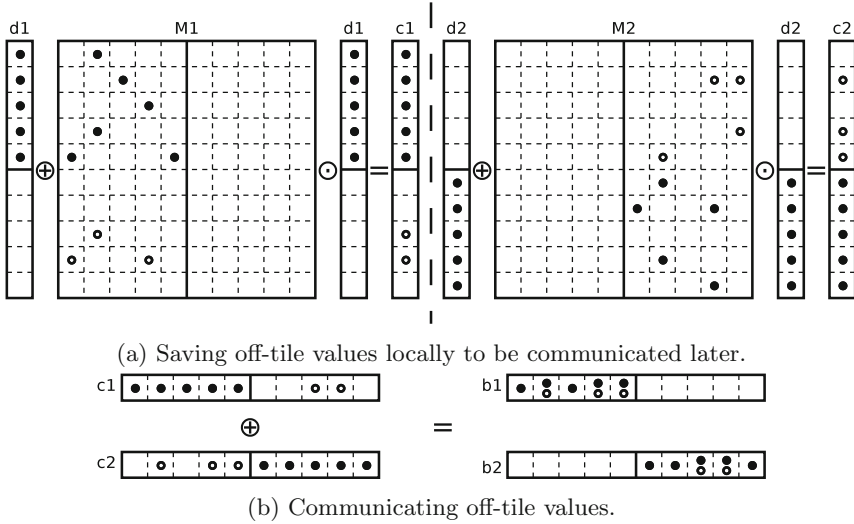 d1 M1 d1 c1 d2 M2 d2 c2
⊕ ⊙ = ⊕ ⊙ =
(a) Saving off-tile values locally to be communicated later.
c1 b1
⊕ =
c2 b2
(b) Communicating off-tile values.